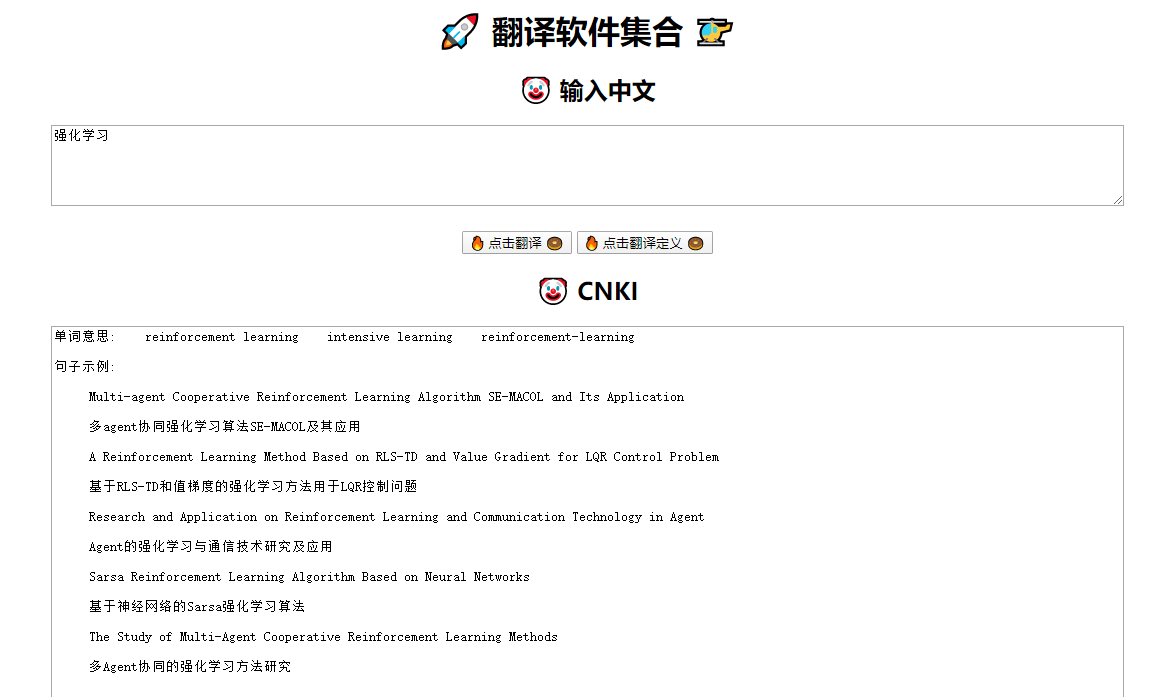 🚀 翻译软件集合 🚁
🤡 输入中文
强化学习
🔥 点击翻译 🍩 🔥 点击翻译定义 🍩
🤡 CNKI
单词意思: reinforcement learning intensive learning reinforcement-learning
句子示例:
Multi-agent Cooperative Reinforcement Learning Algorithm SE-MACOL and Its Application
多agent协同强化学习算法SE-MACOL及其应用
A Reinforcement Learning Method Based on RLS-TD and Value Gradient for LQR Control Problem
基于RLS-TD和值梯度的强化学习方法用于LQR控制问题
Research and Application on Reinforcement Learning and Communication Technology in Agent
Agent的强化学习与通信技术研究及应用
Sarsa Reinforcement Learning Algorithm Based on Neural Networks
基于神经网络的Sarsa强化学习算法
The Study of Multi-Agent Cooperative Reinforcement Learning Methods
多Agent协同的强化学习方法研究